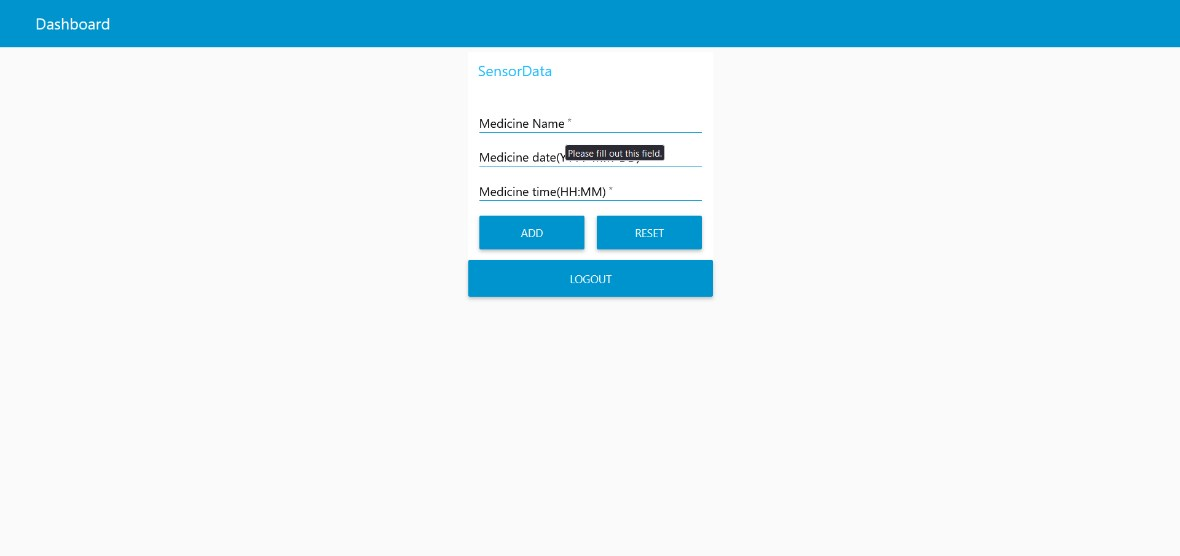 Dashboard
SensorData
Medicine Name *
Please fill out this field.
Medicine date(
Medicine time(HH:MM) *
ADD RESET
LOGOUT